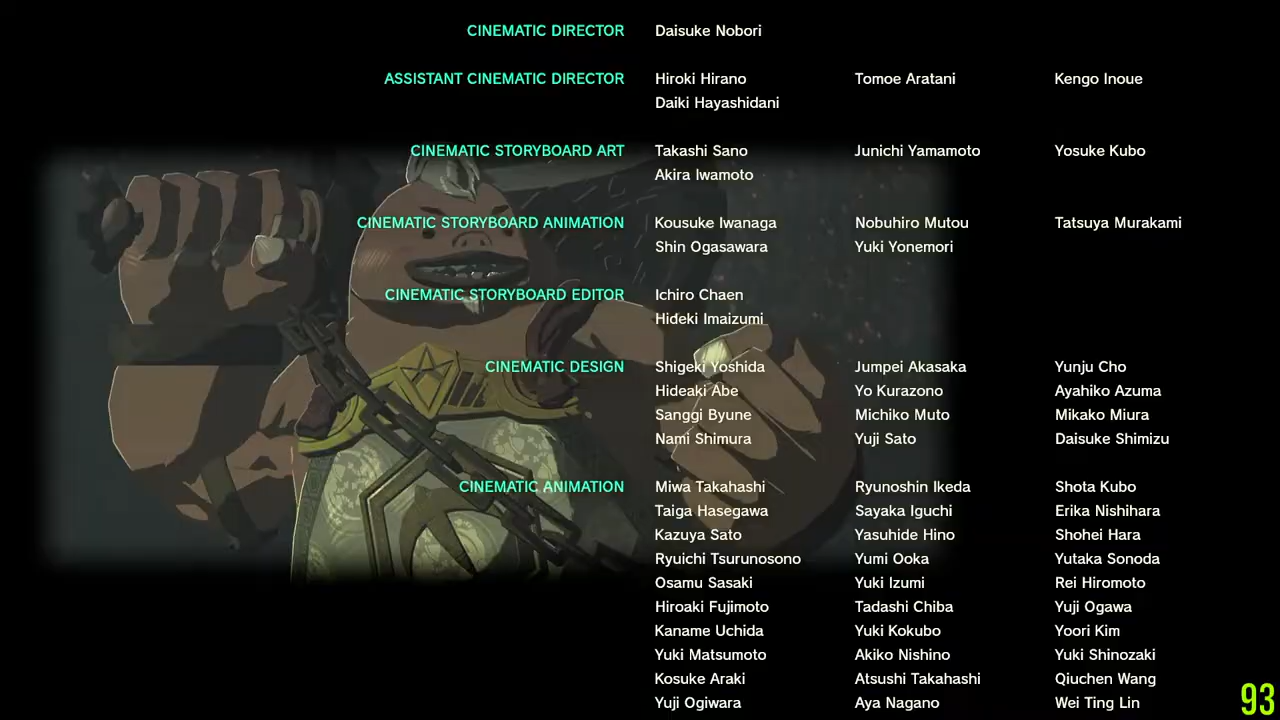 CINEMATIC DIRECTOR Daisuke Nobori
ASSISTANT CINEMATIC DIRECTOR Hiroki Hirano Tomoe Aratani Kengo Inoue
Daiki Hayashidani
CINEMATIC STORYBOARD ART Takashi Sano Junichi Yamamoto Yosuke Kubo
Akira Iwamoto
CINEMATIC STORYBOARD ANIMATION Kousuke Iwanaga Nobuhiro Mutou Tatsuya Murakami
Shin Ogasawara Yuki Yonemori
CINEMATIC STORYBOARD EDITOR Ichiro Chaen
Hideki Imaizumi
CINEMATIC DESIGN Shigeki Yoshida Jumpei Akasaka Yunju Cho
Hideaki Abe Yo Kurazono Ayahiko Azuma
Sanggi Byune Michiko Muto Mikako Miura
Nami Shimura Yuji Sato Daisuke Shimizu
CINEMATIC ANIMATION Miwa Takahashi Ryunoshin Ikeda Shota Kubo
Taiga Hasegawa Sayaka Iguchi Erika Nishihara
Kazuya Sato Yasuhide Hino Shohei Hara
Ryuichi Tsurunosono Yumi Ooka Yutaka Sonoda
Osamu Sasaki Yuki Izumi Rei Hiromoto
Hiroaki Fujimoto Tadashi Chiba Yuji Ogawa
Kaname Uchida Yuki Kokubo Yoori Kim
Yuki Matsumoto Akiko Nishino Yuki Shinozaki
Kosuke Araki Atsushi Takahashi Qiuchen Wang
Yuji Ogiwara Aya Nagano Wei Ting Lin
93